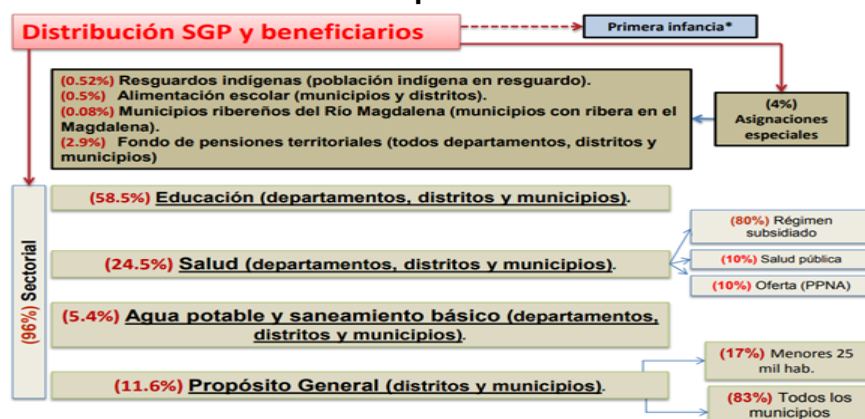 Distribución SGP y beneficiarios
Primera infancia*
(0.52%) Resguardos indígenas (población indígena en resguardo).
(0.5%) Alimentación escolar (municipios y distritos).
(0.08%) Municipios ribereños del Río Magdalena (municipios con ribera en el
Magdalena).
(2.9%) Fondo de pensiones territoriales (todos departamentos, distritos y
municipios)
(4%)
Asignaciones
especiales
(96%) Sectorial
(58.5%) Educación (departamentos, distritos y municipios).
(24.5%) Salud (departamentos, distritos y municipios).
(80%) Régimen
subsidiado
(10%) Salud pública
(10%) Oferta (PPNA)
(5.4%) Agua potable y saneamiento básico (departamentos,
distritos y municipios).
(11.6%) Propósito General (distritos y municipios).
(17%) Menores 25
mil hab.
(83%) Todos los
municipios